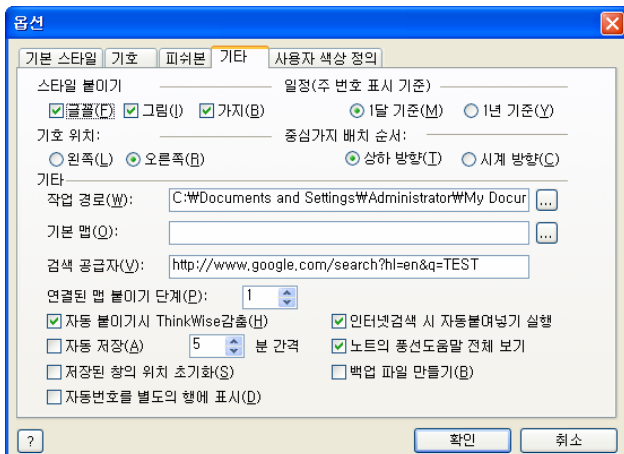 옵션
기본 스타일 기호 피쉬본 기타 사용자 색상 정의
스타일 붙이기 일정(주 번호 표시 기준)
글꼴(F) 그림(I) 가지(B) 1달 기준(M) 1년 기준(Y)
기호 위치: 중심가지 배치 순서:
왼쪽(L) 오른쪽(R) 상하 방향(T) 시계 방향(C)
기타
작업 경로(W): C:₩Documents and Settings₩Administrator₩My Docur ...
기본 맵(O): ...
검색 공급자(V): http://www.google.com/search?hl=en&q=TEST
연결된 맵 붙이기 단계(P): 1
자동 붙이기시 ThinkWise감춤(H) 인터넷검색 시 자동붙여넣기 실행
자동 저장(A) 5 분 간격 노트의 풍선도움말 전체 보기
저장된 창의 위치 초기화(S) 백업 파일 만들기(B)
자동번호를 별도의 행에 표시(D)
? 확인 취소